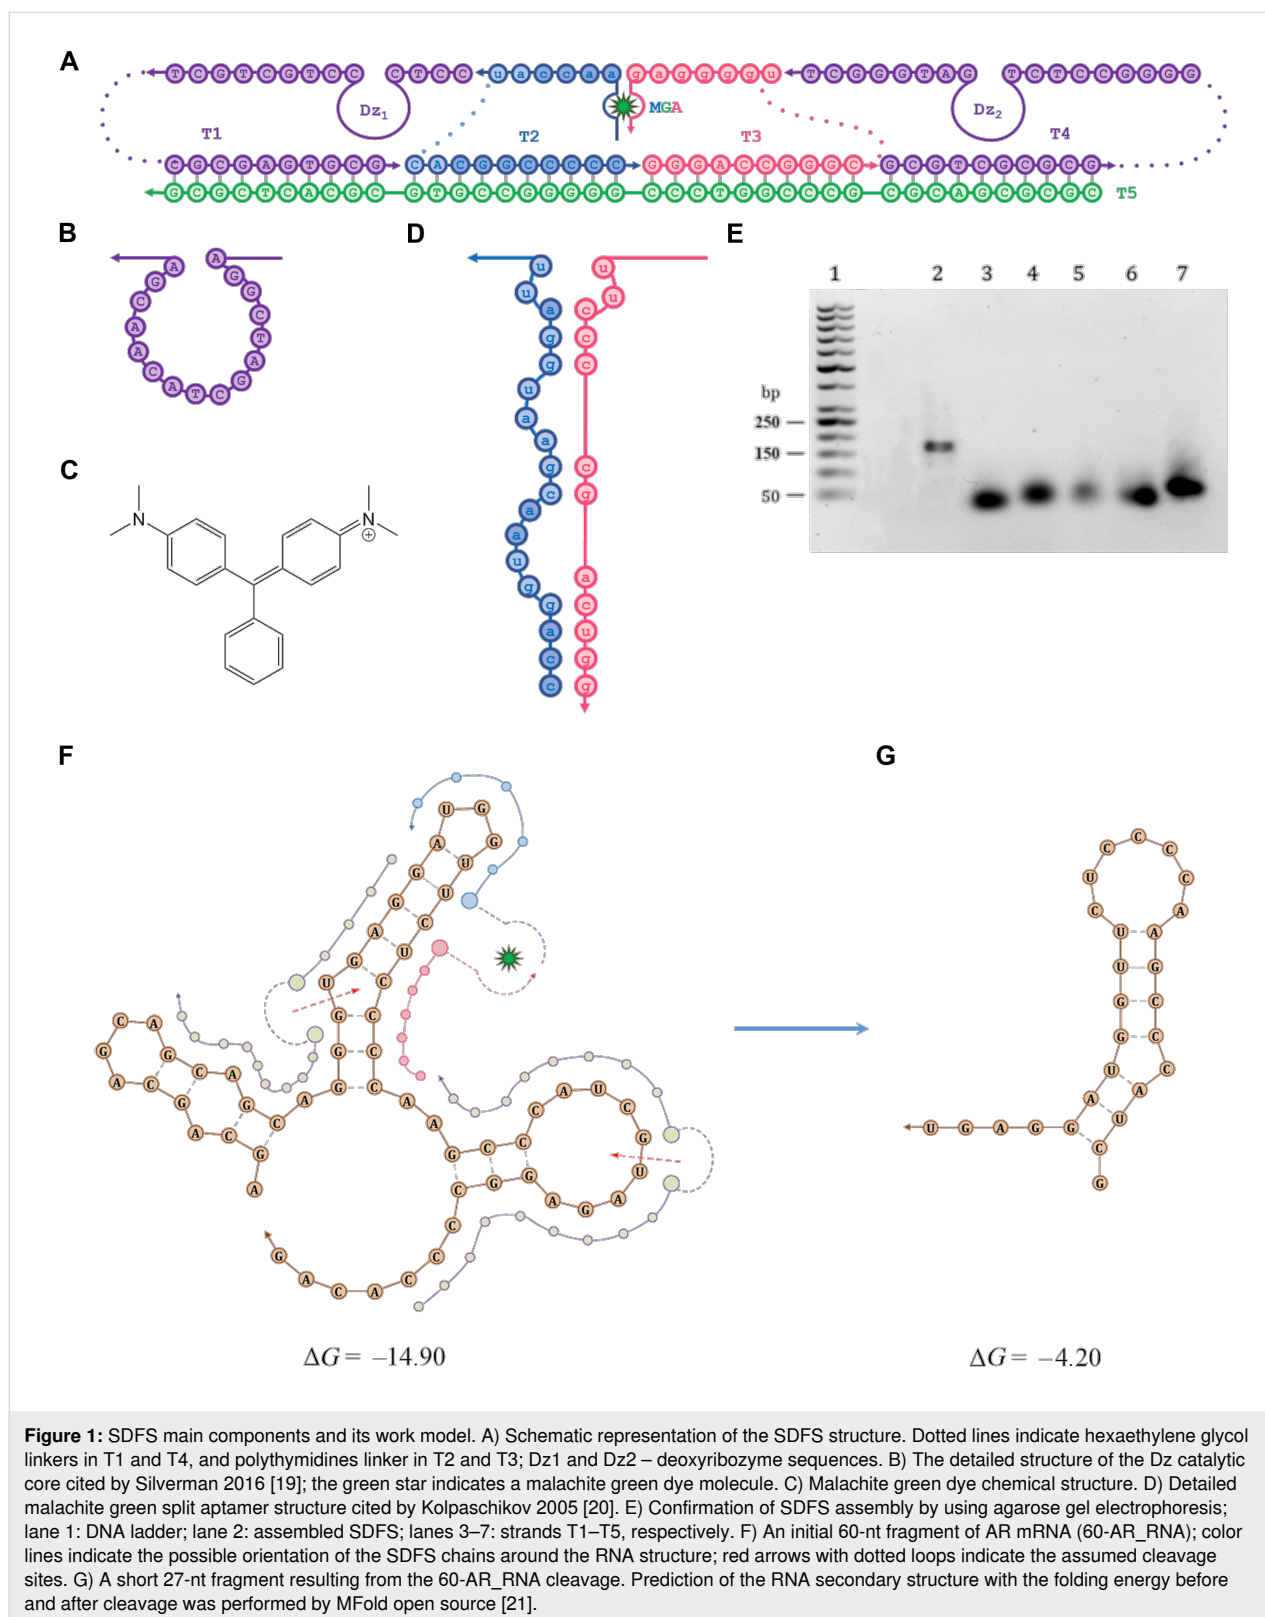 A
T C G T C G T C C C T C C u a c c a a g a g g g g u T C G G G T A G T C T C C G G G G
Dz1 MGA Dz2
T1 T2 T3 T4
C G C G A G T G C G C A C G G C C C C C G G G A C C G G G C G C G T C G C G C G
G C G C T C A C G C G T G C C G G G G G C C C T G G C C C G C G C A G C G C G C T5
B D E
A G G C T A G C T A C A A C G A
u u a g g u a a g c a a u g g a c c
u u c c c c g a c u g g
1 2 3 4 5 6 7
bp
250
150
50
C
N N
+
F G
A G C A C G A G C A G C A G C A G G G U G A G G A U G G U U C U C C C C A A G C C C A U C G U A G A G G C C C C A C A G
G C U A U C C C G A A C C C C U C U U G G U A G G A G U
ΔG = −14.90 ΔG = −4.20
Figure 1: SDFS main components and its work model. A) Schematic representation of the SDFS structure. Dotted lines indicate hexaethylene glycol
linkers in T1 and T4, and polythymidines linker in T2 and T3; Dz1 and Dz2 – deoxyribozyme sequences. B) The detailed structure of the Dz catalytic
core cited by Silverman 2016 [19]; the green star indicates a malachite green dye molecule. C) Malachite green dye chemical structure. D) Detailed
malachite green split aptamer structure cited by Kolpaschikov 2005 [20]. E) Confirmation of SDFS assembly by using agarose gel electrophoresis;
lane 1: DNA ladder; lane 2: assembled SDFS; lanes 3–7: strands T1–T5, respectively. F) An initial 60-nt fragment of AR mRNA (60-AR_RNA); color
lines indicate the possible orientation of the SDFS chains around the RNA structure; red arrows with dotted loops indicate the assumed cleavage
sites. G) A short 27-nt fragment resulting from the 60-AR_RNA cleavage. Prediction of the RNA secondary structure with the folding energy before
and after cleavage was performed by MFold open source [21].